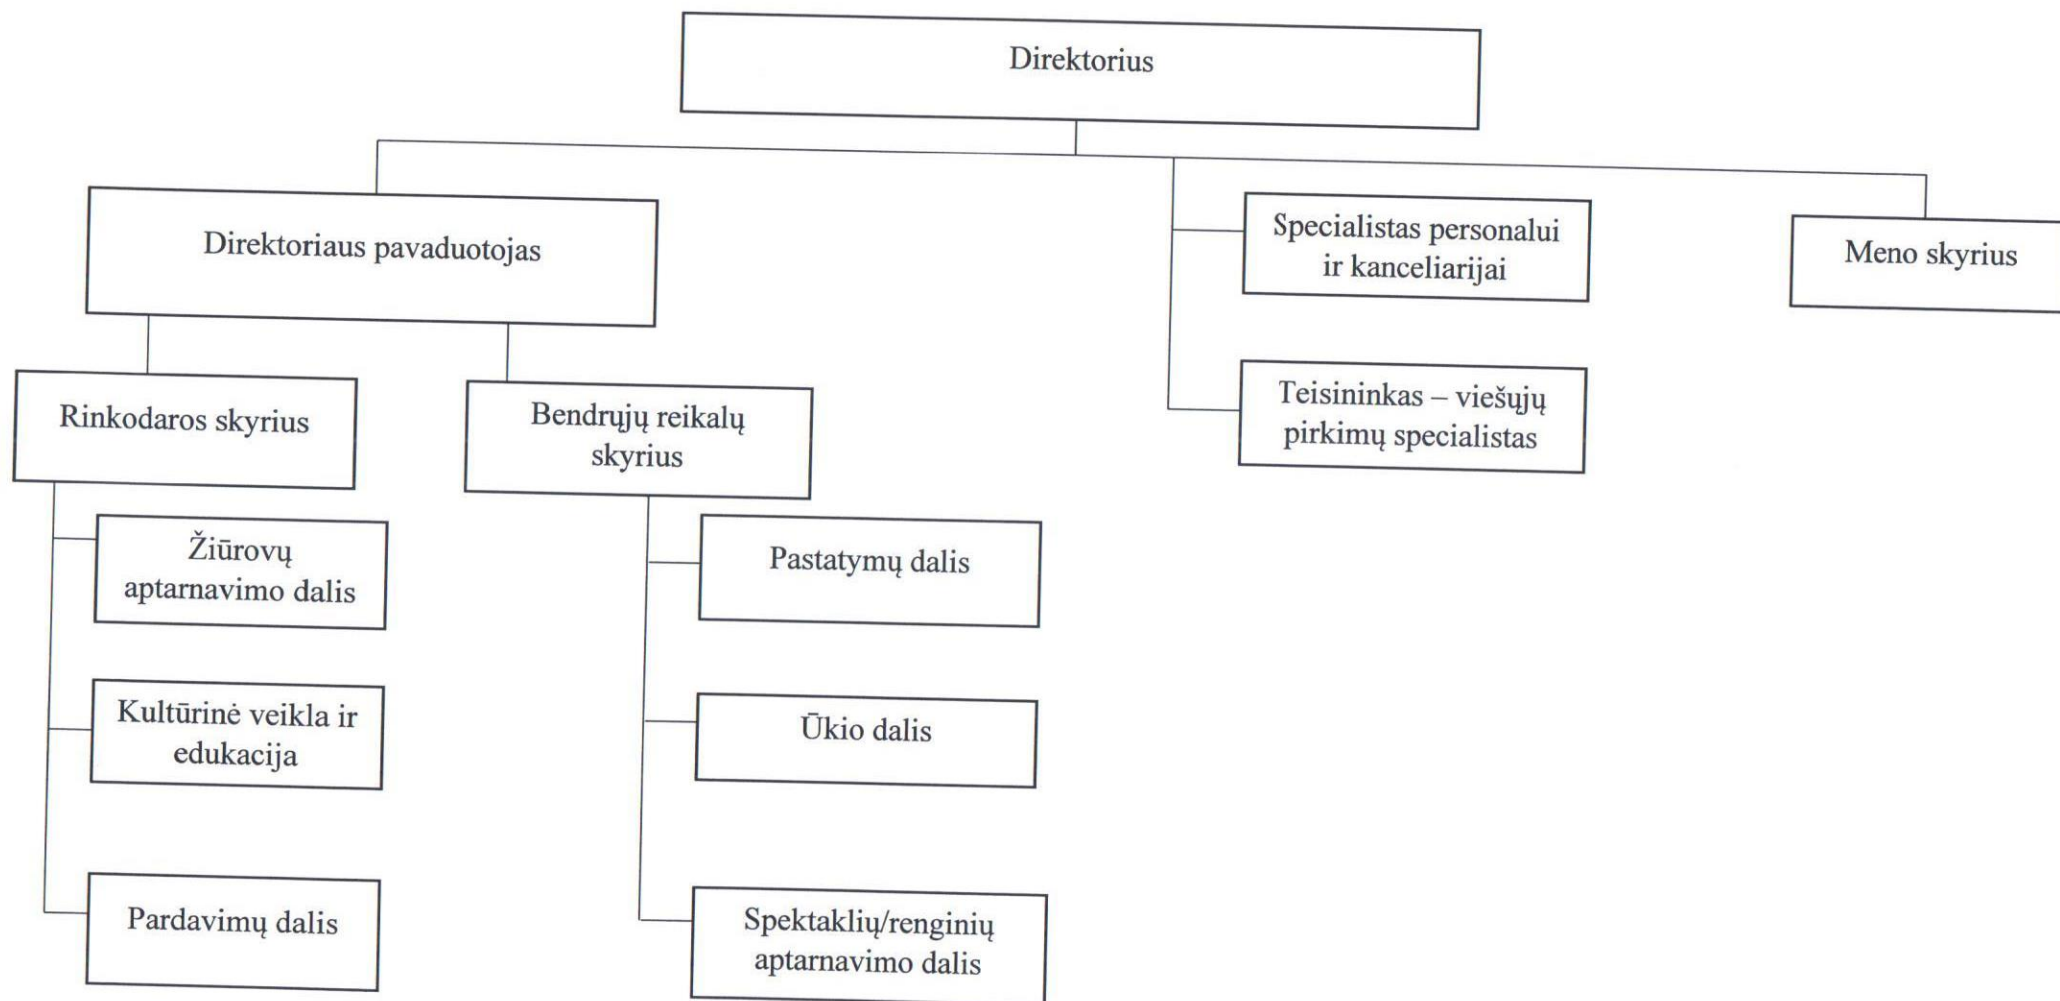 Direktorius
Direktoriaus pavaduotojas
Specialistas personalui
ir kanceliarijai
Meno skyrius
Teisininkas – viešųjų
pirkimų specialistas
Rinkodaros skyrius
Bendrųjų reikalų
skyrius
Žiūrovų
aptarnavimo dalis
Pastatymų dalis
Kultūrinė veikla ir
edukacija
Ūkio dalis
Pardavimų dalis
Spektaklių/renginių
aptarnavimo dalis